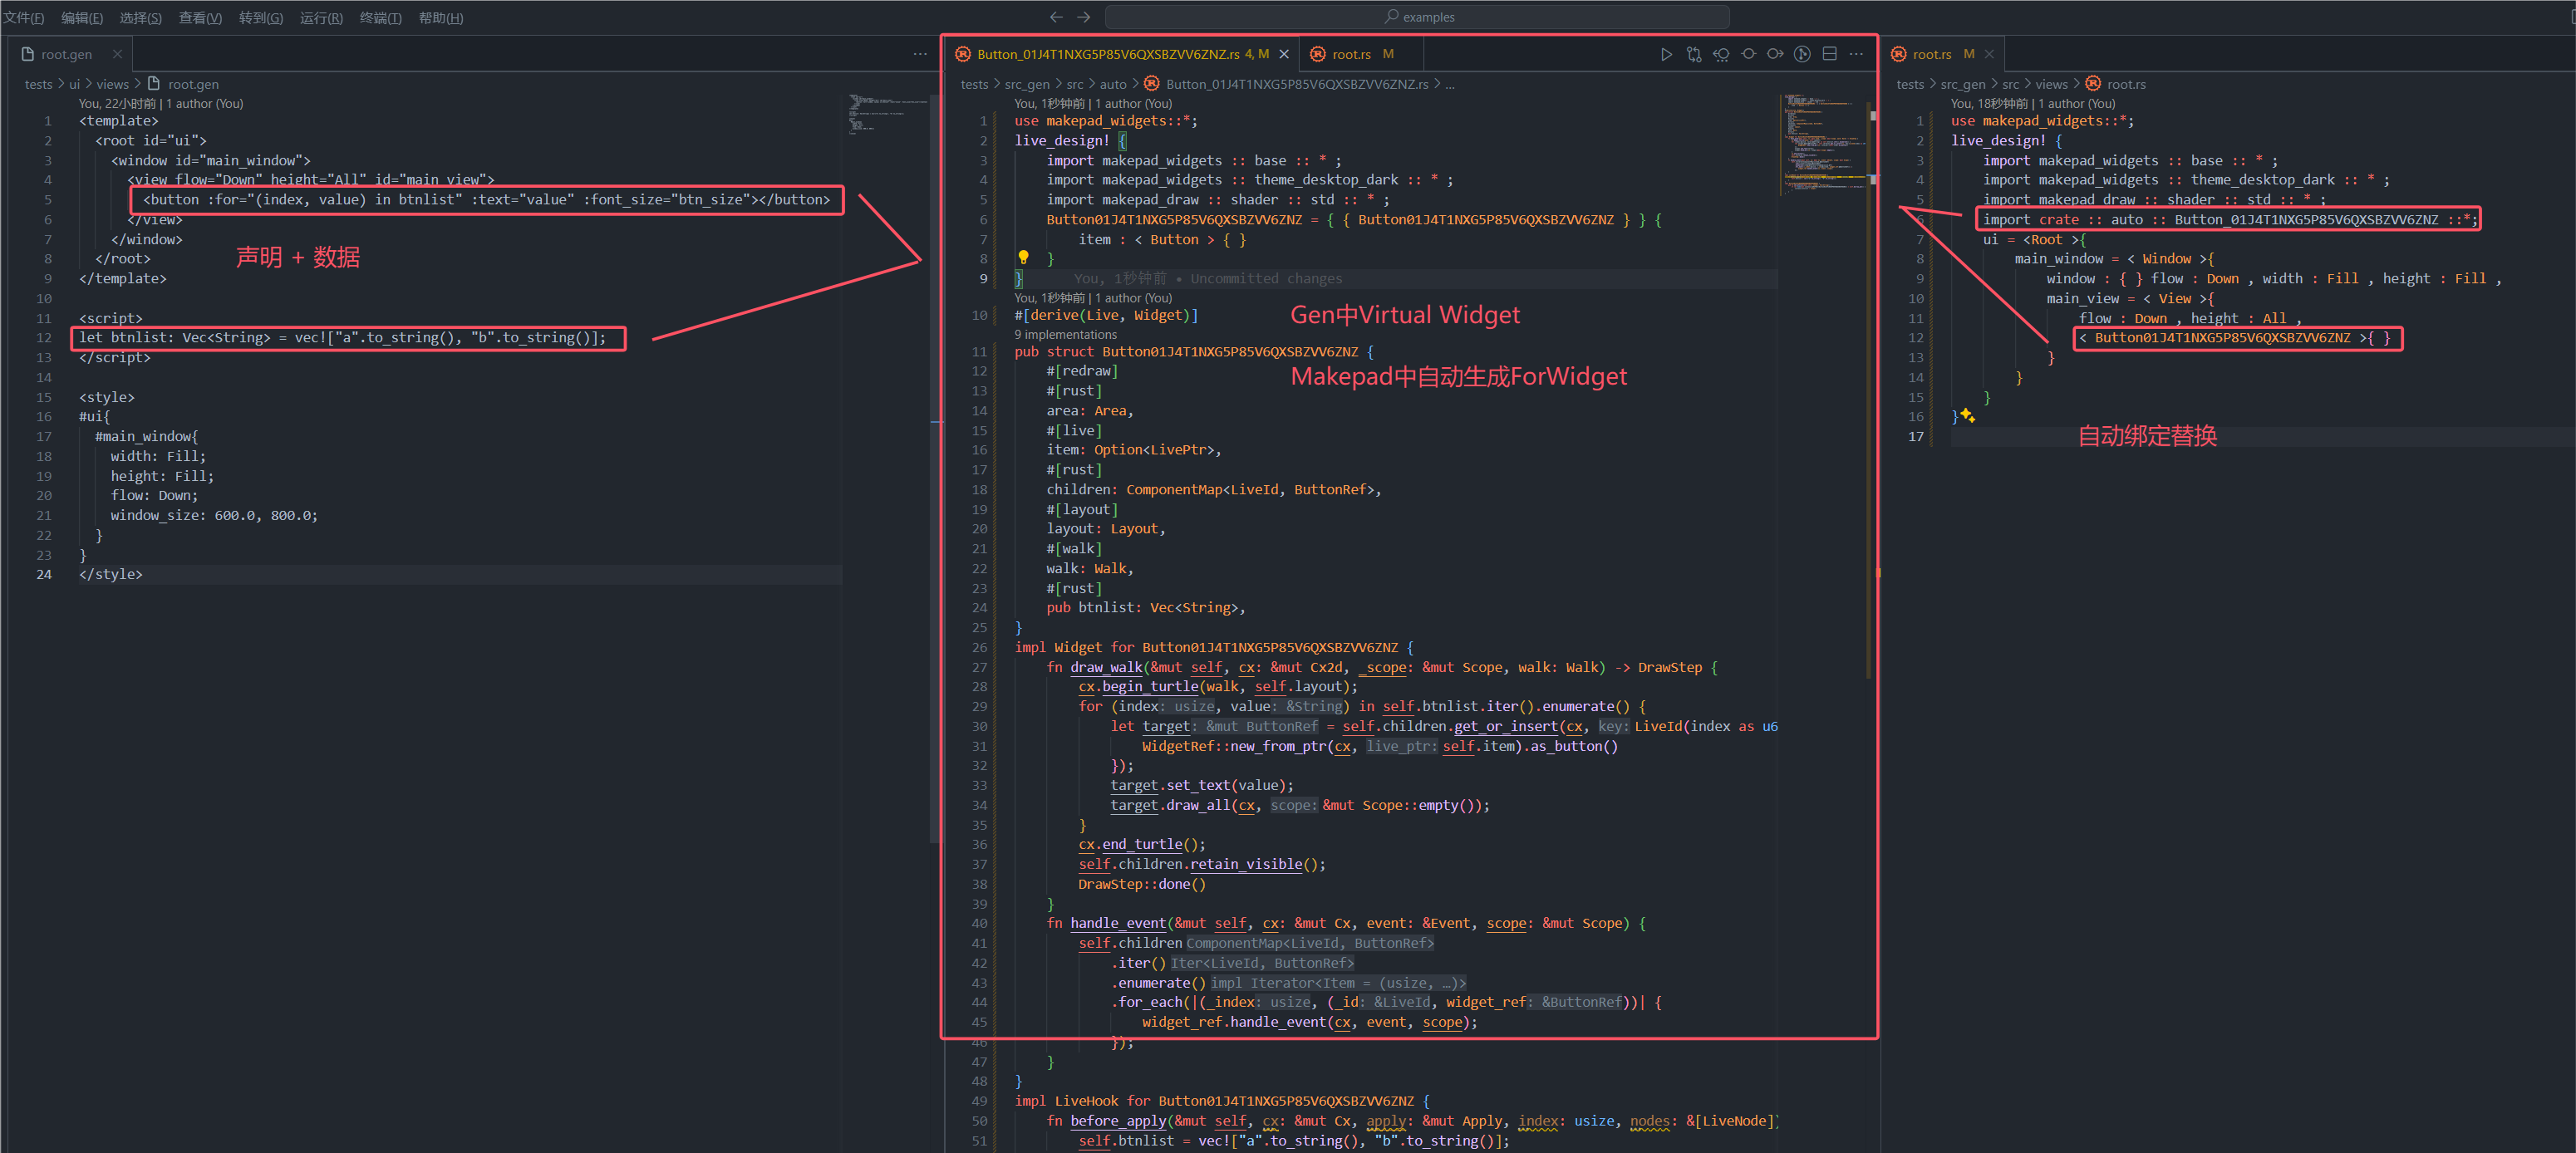 文件(F) 编辑(E) 选择(S) 查看(V) 转到(G) 运行(R) 终端(T) 帮助(H)
examples
root.gen
tests > ui > views > root.gen
You, 22小时前 | 1 author (You)
1 <template>
2 <root id="ui">
3 <window id="main_window">
4 <view flow="Down" height="All" id="main_view">
5 <button :for="(index, value) in btnlist" :text="value" :font_size="btn_size"></button>
6 </view>
7 </window>
8 </root>
9 </template>
10
11 <script>
12 let btnlist: Vec<String> = vec!["a".to_string(), "b".to_string()];
13 </script>
14
15 <style>
16 #ui{
17 #main_window{
18 width: Fill;
19 height: Fill;
20 flow: Down;
21 window_size: 600.0, 800.0;
22 }
23 }
24 </style>
声明 + 数据
Button_01J4T1NXG5P85V6QXSBZVV6ZNZ.rs 4, M
root.rs M
tests > src_gen > src > auto > Button_01J4T1NXG5P85V6QXSBZVV6ZNZ.rs > ...
You, 1秒钟前 | 1 author (You)
1 use makepad_widgets::*;
2 live_design! {
3 import makepad_widgets :: base :: * ;
4 import makepad_widgets :: theme_desktop_dark :: * ;
5 import makepad_draw :: shader :: std :: * ;
6 Button01J4T1NXG5P85V6QXSBZVV6ZNZ = { { Button01J4T1NXG5P85V6QXSBZVV6ZNZ } } {
7 item : < Button > { }
8 }
9 } You, 1秒钟前 • Uncommitted changes
You, 1秒钟前 | 1 author (You)
10 #[derive(Live, Widget)]
9 implementations
11 pub struct Button01J4T1NXG5P85V6QXSBZVV6ZNZ {
12 #[redraw]
13 #[rust]
14 area: Area,
15 #[live]
16 item: Option<LivePtr>,
17 #[rust]
18 children: ComponentMap<LiveId, ButtonRef>,
19 #[layout]
20 layout: Layout,
21 #[walk]
22 walk: Walk,
23 #[rust]
24 pub btnlist: Vec<String>,
25 }
26 impl Widget for Button01J4T1NXG5P85V6QXSBZVV6ZNZ {
27 fn draw_walk(&mut self, cx: &mut Cx2d, _scope: &mut Scope, walk: Walk) -> DrawStep {
28 cx.begin_turtle(walk, self.layout);
29 for (index: usize, value: &String) in self.btnlist.iter().enumerate() {
30 let target: &mut ButtonRef = self.children.get_or_insert(cx, key: LiveId(index as u6
31 WidgetRef::new_from_ptr(cx, live_ptr: self.item).as_button()
32 });
33 target.set_text(value);
34 target.draw_all(cx, scope: &mut Scope::empty());
35 }
36 cx.end_turtle();
37 self.children.retain_visible();
38 DrawStep::done()
39 }
40 fn handle_event(&mut self, cx: &mut Cx, event: &Event, scope: &mut Scope) {
41 self.children ComponentMap<LiveId, ButtonRef>
42 .iter() Iter<LiveId, ButtonRef>
43 .enumerate() impl Iterator<Item = (usize, …)>
44 .for_each(|(_index: usize, (_id: &LiveId, widget_ref: &ButtonRef))| {
45 widget_ref.handle_event(cx, event, scope);
46 });
47 }
48 }
49 impl LiveHook for Button01J4T1NXG5P85V6QXSBZVV6ZNZ {
50 fn before_apply(&mut self, cx: &mut Cx, apply: &mut Apply, index: usize, nodes: &[LiveNode])
51 self.btnlist = vec!["a".to_string(), "b".to_string()];
Gen中Virtual Widget
Makepad中自动生成ForWidget
root.rs M
tests > src_gen > src > views > root.rs
You, 18秒钟前 | 1 author (You)
1 use makepad_widgets::*;
2 live_design! {
3 import makepad_widgets :: base :: * ;
4 import makepad_widgets :: theme_desktop_dark :: * ;
5 import makepad_draw :: shader :: std :: * ;
6 import crate :: auto :: Button_01J4T1NXG5P85V6QXSBZVV6ZNZ ::*;
7 ui = <Root >{
8 main_window = < Window >{
9 window : { } flow : Down , width : Fill , height : Fill ,
10 main_view = < View >{
11 flow : Down , height : All ,
12 < Button01J4T1NXG5P85V6QXSBZVV6ZNZ >{ }
13 }
14 }
15 }
16 }
17
自动绑定替换